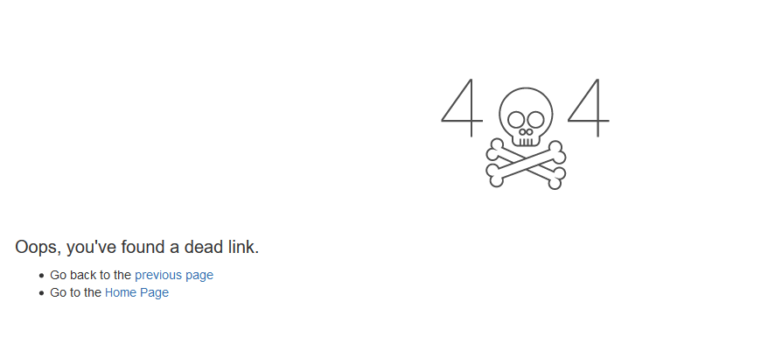 4 4
Oops, you've found a dead link.
Go back to the previous page
Go to the Home Page